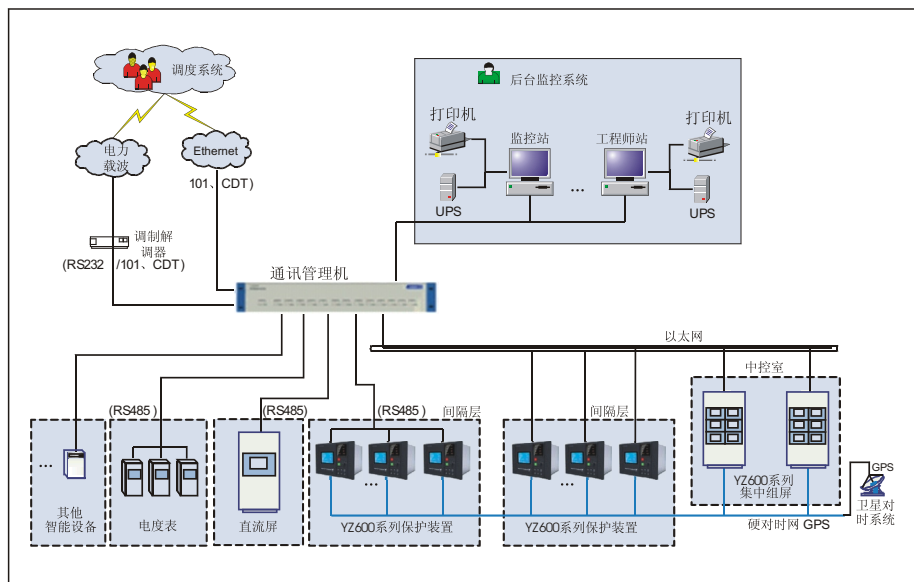 调度系统
电力
载波
Ethernet
101、CDT)
调制解
调器
(RS232 /101、CDT)
后台监控系统
打印机
监控站
工程师站
打印机
UPS
...
UPS
通讯管理机
以太网
中控室
(RS485)
(RS485)
(RS485)
间隔层
间隔层
...
其他
智能设备
电度表
直流屏
...
YZ600系列保护装置
...
YZ600系列保护装置
YZ600系列
集中组屏
硬对时网 GPS
GPS
卫星对
时系统